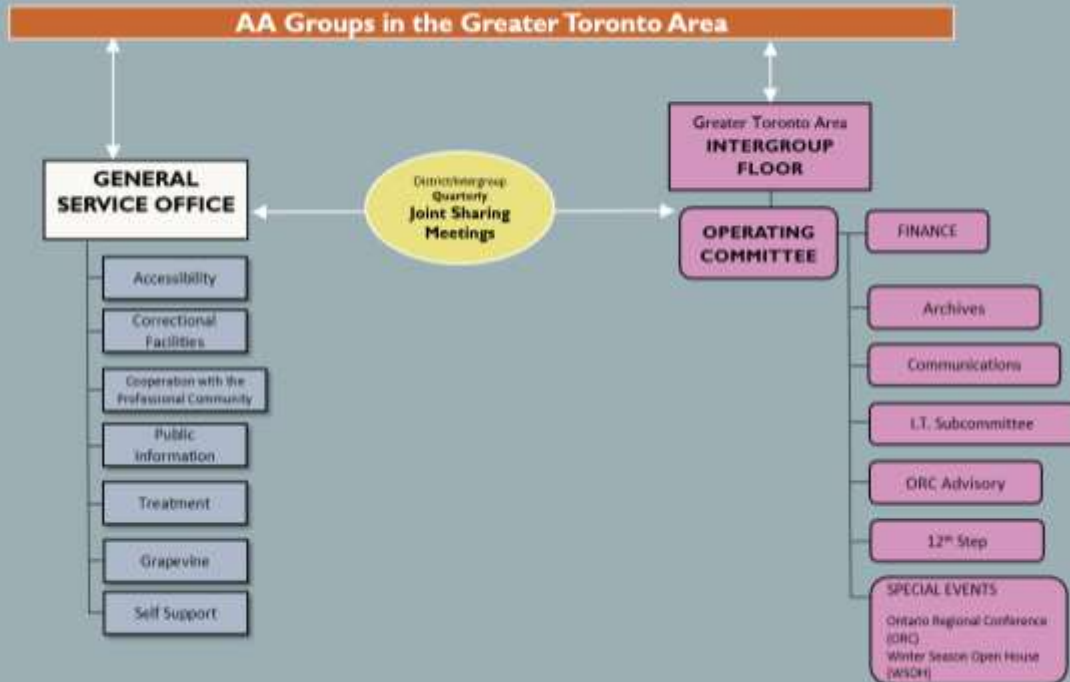 AA Groups in the Greater Toronto Area
Greater Toronto Area
INTERGROUP
FLOOR
GENERAL
SERVICE OFFICE
District/Intergroup
Quarterly
Joint Sharing
Meetings
OPERATING
COMMITTEE
FINANCE
Accessibility
Correctional
Facilities
Cooperation with the
Professional Community
Public
Information
Treatment
Grapevine
Self Support
Archives
Communications
I.T. Subcommittee
ORC Advisory
12th Step
SPECIAL EVENTS
Ontario Regional Conference
(ORC)
Winter Season Open House
(WSOH)